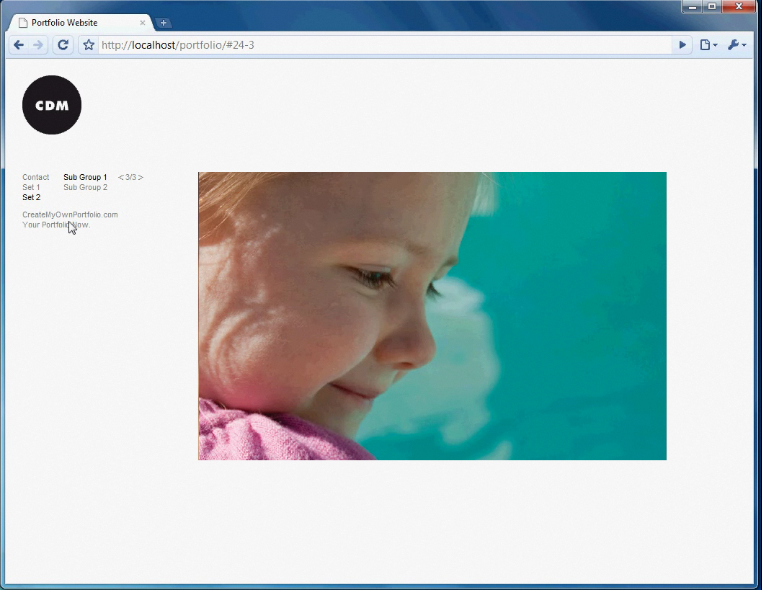 Portfolio Website
http://localhost/portfolio/#24-3
CDM
Contact Sub Group 1 < 3/3 >
Set 1 Sub Group 2
Set 2
CreateMyOwnPortfolio.com
Your Portfolio Now.